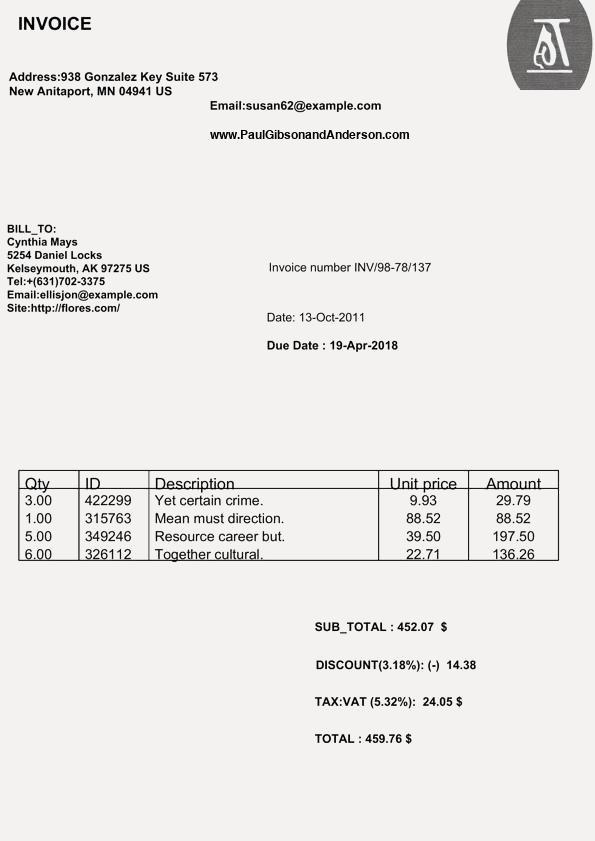 INVOICE
Address:938 Gonzalez Key Suite 573
New Anitaport, MN 04941 US
Email:susan62@example.com
www.PaulGibsonandAnderson.com
BILL_TO:
Cynthia Mays
5254 Daniel Locks
Kelseymouth, AK 97275 US
Tel:+(631)702-3375
Email:ellisjon@example.com
Site:http://flores.com/
Invoice number INV/98-78/137
Date: 13-Oct-2011
Due Date : 19-Apr-2018
Qty ID Description Unit price Amount
3.00 422299 Yet certain crime. 9.93 29.79
1.00 315763 Mean must direction. 88.52 88.52
5.00 349246 Resource career but. 39.50 197.50
6.00 326112 Together cultural. 22.71 136.26
SUB_TOTAL : 452.07 $
DISCOUNT(3.18%): (-) 14.38
TAX:VAT (5.32%): 24.05 $
TOTAL : 459.76 $